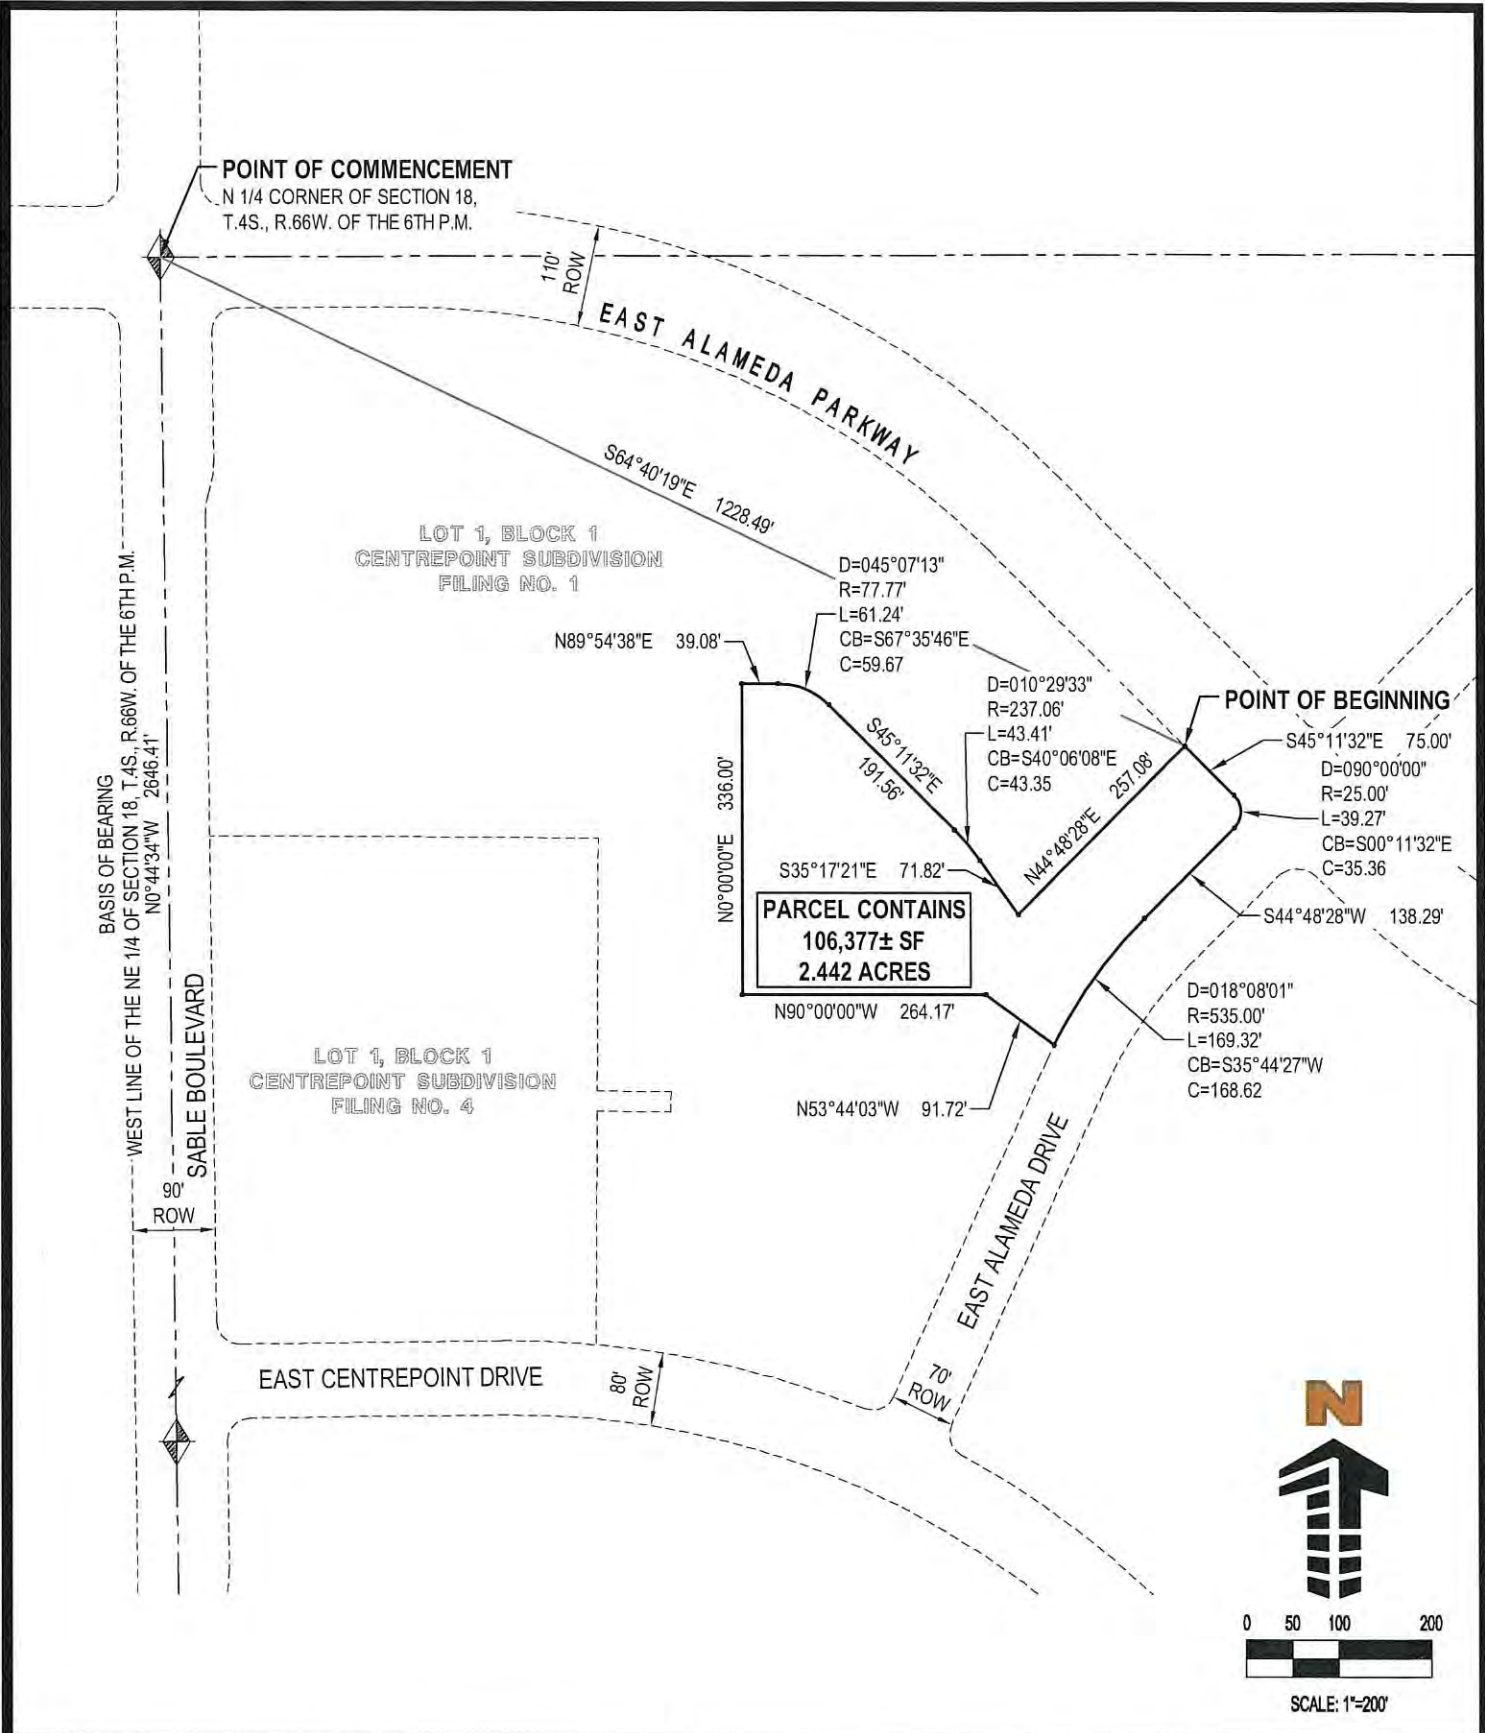 POINT OF COMMENCEMENT
N 1/4 CORNER OF SECTION 18,
T.4S., R.66W. OF THE 6TH P.M.
110'
ROW
EAST ALAMEDA PARKWAY
S64°40'19"E 1228.49'
LOT 1, BLOCK 1
CENTREPOINT SUBDIVISION
FILING NO. 1
D=045°07'13"
R=77.77'
L=61.24'
CB=S67°35'46"E
C=59.67
N89°54'38"E 39.08'
D=010°29'33"
R=237.06'
L=43.41'
CB=S40°06'08"E
C=43.35
POINT OF BEGINNING
S45°11'32"E 75.00'
D=090°00'00"
R=25.00'
L=39.27'
CB=S00°11'32"E
C=35.36
S45°11'32"E
191.56'
N44°48'28"E 257.08'
N0°00'00"E 336.00'
S35°17'21"E 71.82'
PARCEL CONTAINS
106,377± SF
2.442 ACRES
S44°48'28"W 138.29'
N90°00'00"W 264.17'
D=018°08'01"
R=535.00'
L=169.32'
CB=S35°44'27"W
C=168.62
N53°44'03"W 91.72'
BASIS OF BEARING
WEST LINE OF THE NE 1/4 OF SECTION 18, T.4S., R.66W. OF THE 6TH P.M.
N0°44'34"W 2646.41'
SABLE BOULEVARD
90'
ROW
LOT 1, BLOCK 1
CENTREPOINT SUBDIVISION
FILING NO. 4
EAST ALAMEDA DRIVE
70'
ROW
EAST CENTREPOINT DRIVE
80'
ROW
N
0 50 100 200
SCALE: 1"=200'